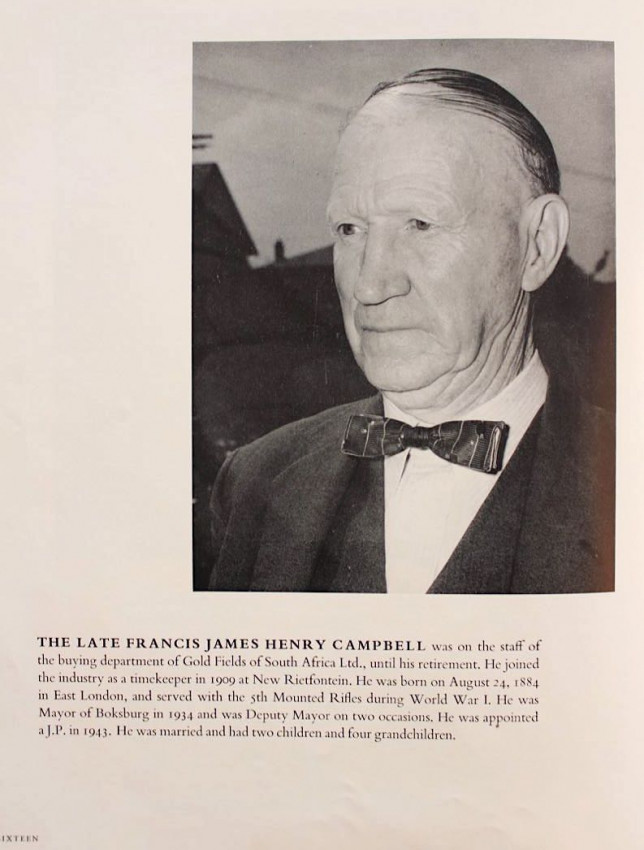 THE LATE FRANCIS JAMES HENRY CAMPBELL was on the staff of
the buying department of Gold Fields of South Africa Ltd., until his retirement. He joined
the industry as a timekeeper in 1909 at New Rietfontein. He was born on August 24, 1884
in East London, and served with the 5th Mounted Rifles during World War I. He was
Mayor of Boksburg in 1934 and was Deputy Mayor on two occasions. He was appointed
a J.P. in 1943. He was married and had two children and four grandchildren.
IXTEEN